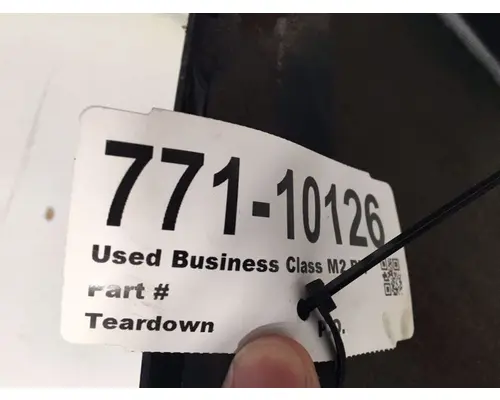 771-10126
Used Business Class M2
Part #
Teardown